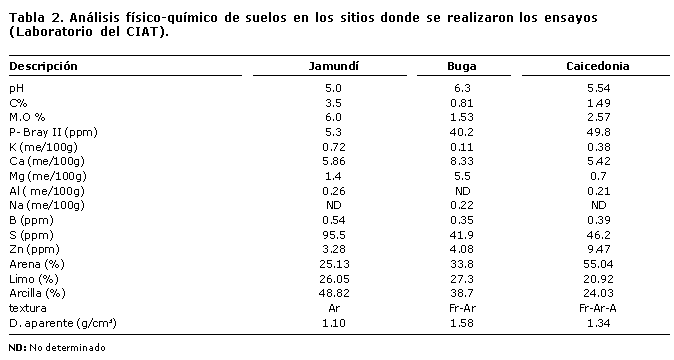 Tabla 2. Análisis físico-químico de suelos en los sitios donde se realizaron los ensayos
(Laboratorio del CIAT).
Descripción Jamundí Buga Caicedonia
pH 5.0 6.3 5.54
C% 3.5 0.81 1.49
M.O % 6.0 1.53 2.57
P- Bray II (ppm) 5.3 40.2 49.8
K (me/100g) 0.72 0.11 0.38
Ca (me/100g) 5.86 8.33 5.42
Mg (me/100g) 1.4 5.5 0.7
Al ( me/100g) 0.26 ND 0.21
Na (me/100g) ND 0.22 ND
B (ppm) 0.54 0.35 0.39
S (ppm) 95.5 41.9 46.2
Zn (ppm) 3.28 4.08 9.47
Arena (%) 25.13 33.8 55.04
Limo (%) 26.05 27.3 20.92
Arcilla (%) 48.82 38.7 24.03
textura Ar Fr-Ar Fr-Ar-A
D. aparente (g/cm³) 1.10 1.58 1.34
ND: No determinado